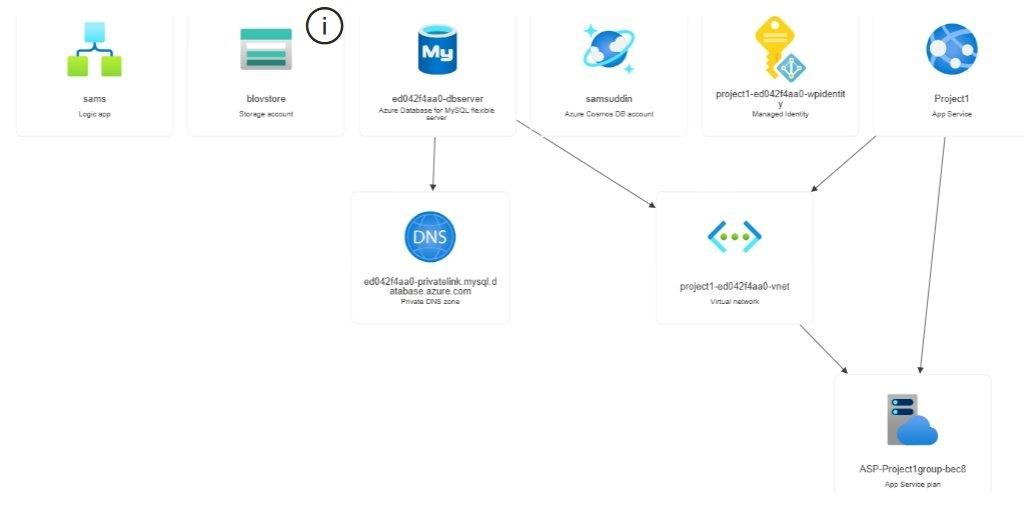 i
My
sams
Logic app
blovstore
Storage account
ed042f4aa0-dbserver
Azure Database for MySQL flexible
server
samsuddin
Azure Cosmos DB account
project1-ed042f4aa0-wpidentit
y
Managed Identity
Project1
App Service
DNS
ed042f4aa0-privatelink.mysql.d
atabase.azure.com
Private DNS zone
project1-ed042f4aa0-vnet
Virtual network
ASP-Project1group-bec8
App Service plan